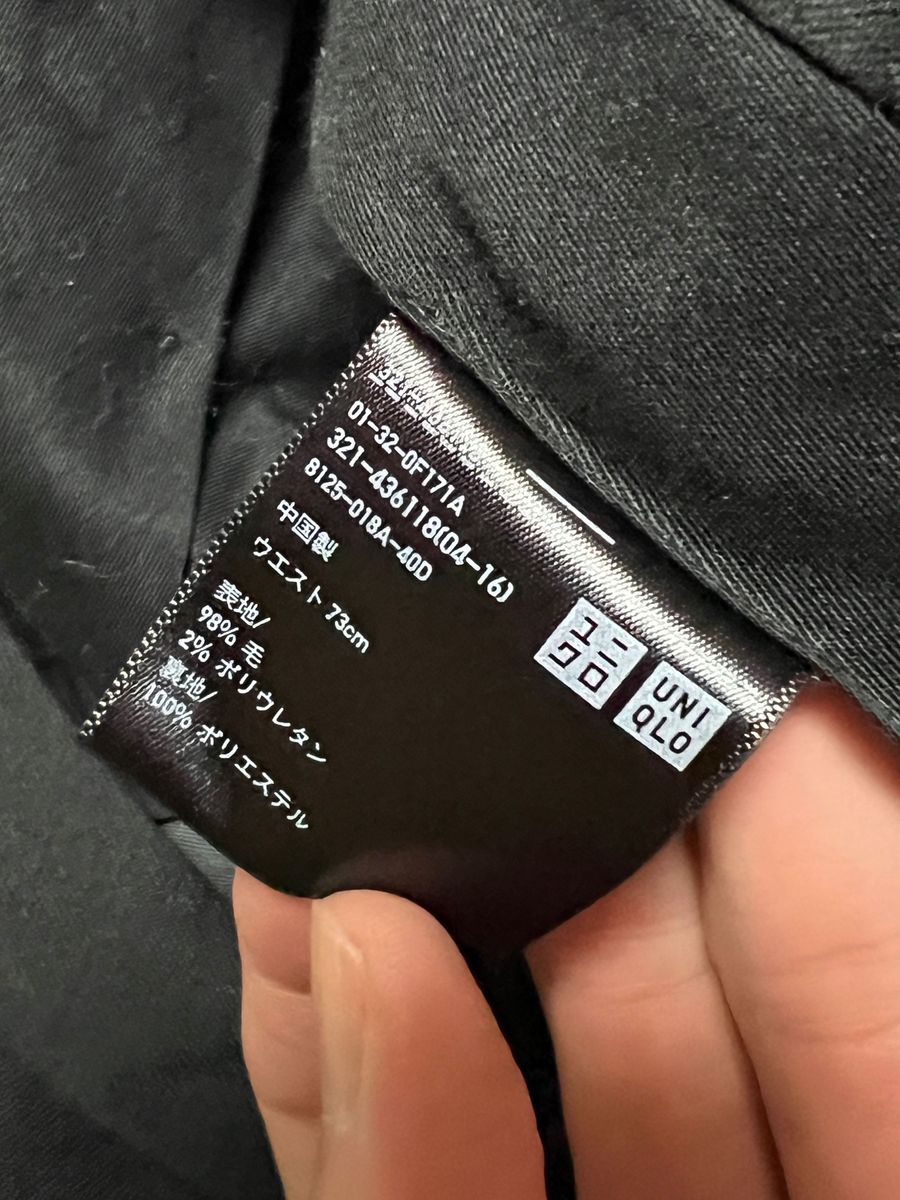 01-32-0F171A
321-436118(04-16)
8125-018A-40D
中国製
ウエスト 73cm
表地/
98% 毛
2% ポリウレタン
裏地/
100% ポリエステル
ユニ
クロ
UNI
QLO